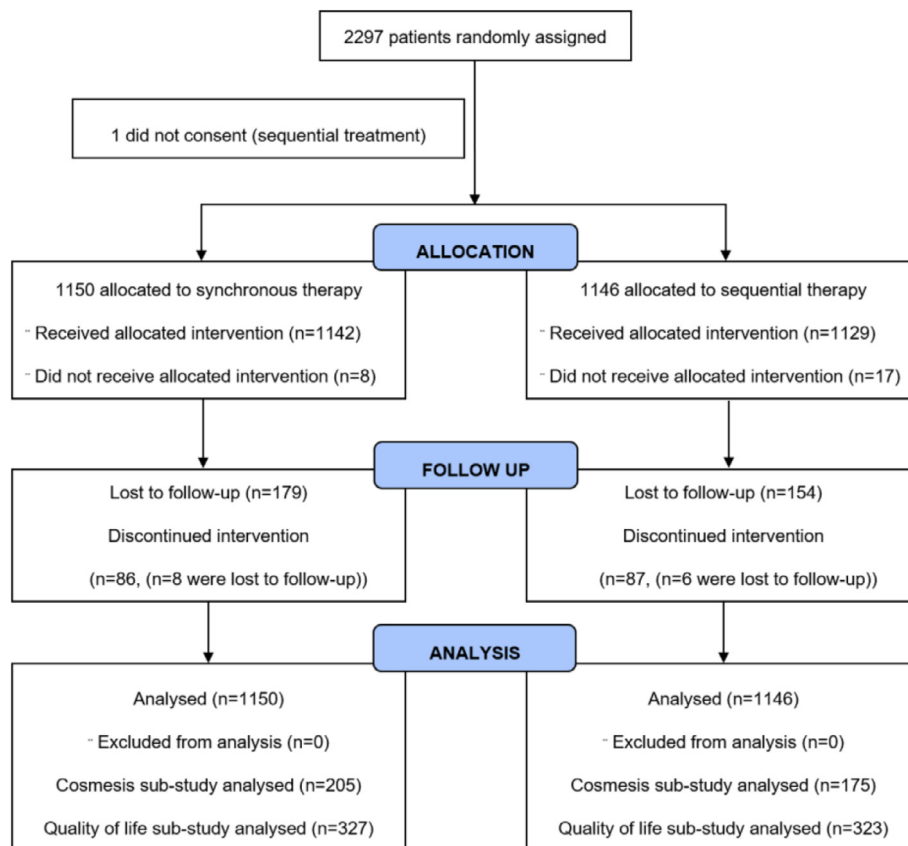 2297 patients randomly assigned
1 did not consent (sequential treatment)
ALLOCATION
1150 allocated to synchronous therapy
¨ Received allocated intervention (n=1142)
¨ Did not receive allocated intervention (n=8)
1146 allocated to sequential therapy
¨ Received allocated intervention (n=1129)
¨ Did not receive allocated intervention (n=17)
FOLLOW UP
Lost to follow-up (n=179)
Discontinued intervention
(n=86, (n=8 were lost to follow-up))
Lost to follow-up (n=154)
Discontinued intervention
(n=87, (n=6 were lost to follow-up))
ANALYSIS
Analysed (n=1150)
¨ Excluded from analysis (n=0)
Cosmesis sub-study analysed (n=205)
Quality of life sub-study analysed (n=327)
Analysed (n=1146)
¨ Excluded from analysis (n=0)
Cosmesis sub-study analysed (n=175)
Quality of life sub-study analysed (n=323)